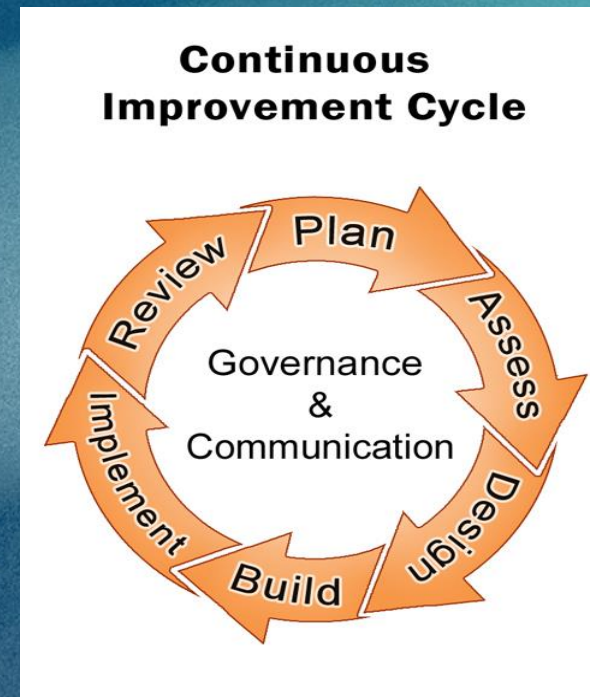 Continuous
Improvement Cycle
Plan
Assess
Design
Build
Implement
Review
Governance
&
Communication